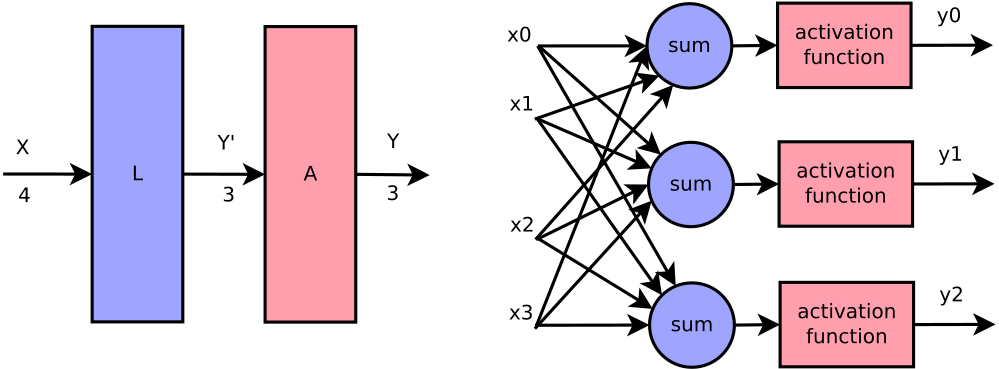 X
4
L
Y'
3
A
Y
3
x0
x1
x2
x3
sum
activation
function
y0
sum
activation
function
y1
sum
activation
function
y2